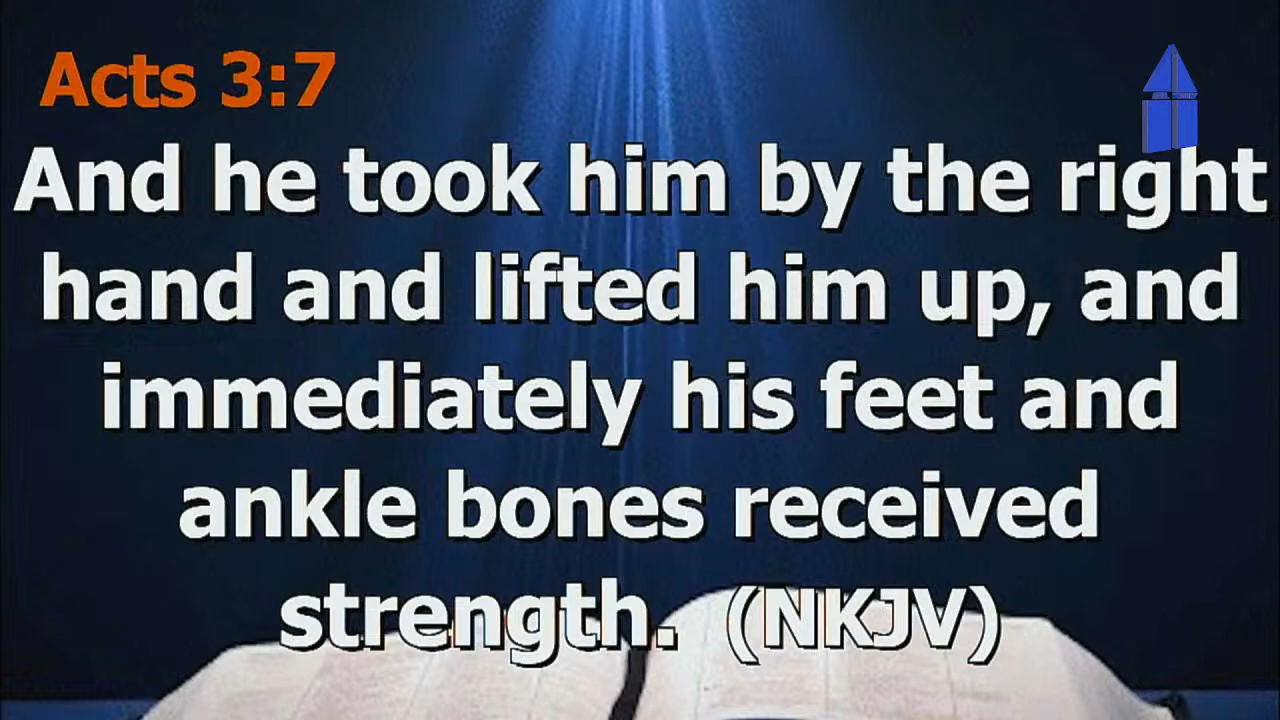 Acts 3:7
And he took him by the right
hand and lifted him up, and
immediately his feet and
ankle bones received
strength. (NKJV)